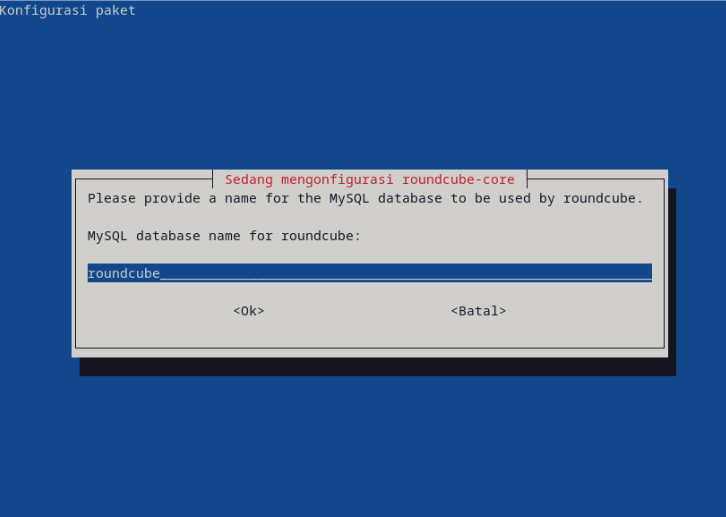 Konfigurasi paket
Sedang mengonfigurasi roundcube-core
Please provide a name for the MySQL database to be used by roundcube.
MySQL database name for roundcube:
roundcube
<Ok> <Batal>